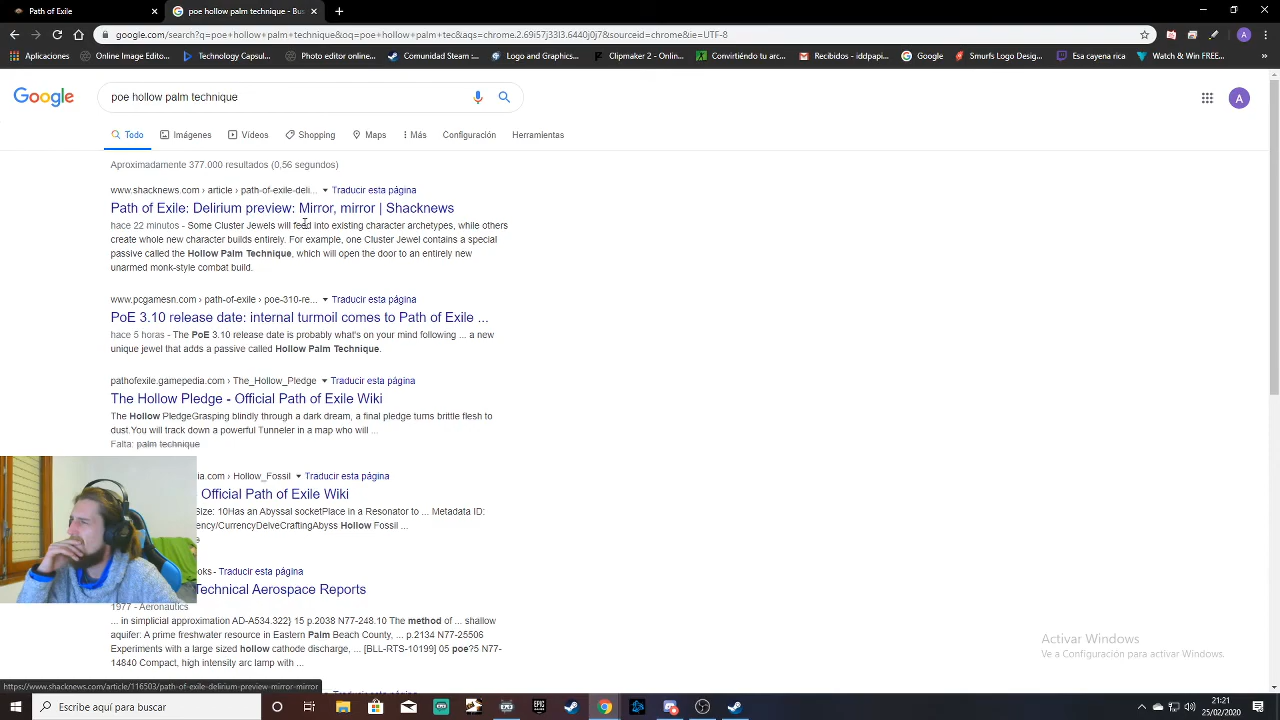 Path of Exile
poe hollow palm technique - Bus
google.com/search?q=poe+hollow+palm+technique&oq=poe+hollow+palm+tec&aqs=chrome.2.69i57j33l3.6440j0j7&sourceid=chrome&ie=UTF-8
Aplicaciones Online Image Edito... Technology Capsul... Photo editor online... Comunidad Steam :... Logo and Graphic... Clipmaker 2 - Onlin... Convirtiéndo tu arc... Recibidos - iddpapi... Google Smurfs Logo Desig... Esa cayena rica Watch & Win FREE...
Google
poe hollow palm technique
A
Todo Imágenes Vídeos Shopping Maps Más Configuración Herramientas
Aproximadamente 377.000 resultados (0,56 segundos)
www.shacknews.com › article › path-of-exile-deli... Traducir esta página
Path of Exile: Delirium preview: Mirror, mirror | Shacknews
hace 22 minutos - Some Cluster Jewels will feed into existing character archetypes, while others
create whole new character builds entirely. For example, one Cluster Jewel contains a special
passive called the Hollow Palm Technique, which will open the door to an entirely new
unarmed monk-style combat build.
www.pcgamesn.com › path-of-exile › poe-310-re... Traducir esta página
PoE 3.10 release date: internal turmoil comes to Path of Exile ...
hace 5 horas - The PoE 3.10 release date is probably what's on your mind following ... a new
unique jewel that adds a passive called Hollow Palm Technique.
pathofexile.gamepedia.com › The_Hollow_Pledge Traducir esta página
The Hollow Pledge - Official Path of Exile Wiki
The Hollow PledgeGrasping blindly through a dark dream, a final pledge turns brittle flesh to
dust.You will track down a powerful Tunneler in a map who will ...
Falta: palm technique
ia.com › Hollow_Fossil Traducir esta página
Official Path of Exile Wiki
Size: 10Has an Abyssal socketPlace in a Resonator to ... Metadata ID:
ency/CurrencyDelveCraftingAbyss Hollow Fossil ...
ooks - Traducir esta página
Technical Aerospace Reports
1977 - Aeronautics
... in simplicial approximation AD-A534.322} 15 p.2038 N77-248.10 The method of ... shallow
aquifer: A prime freshwater resource in Eastern Palm Beach County, ... p.2134 N77-25506
Experiments with a large sized hollow cathode discharge, ... [BLL-RTS-10199] 05 poe?5 N77-
14840 Compact, high intensity arc lamp with ...
Activar Windows
Ve a Configuración para activar Windows.
https://www.shacknews.com/article/116503/path-of-exile-delirium-preview-mirror-mirror
Traducir esta página
Escribe aquí para buscar
EPIC
21:21
25/02/2020